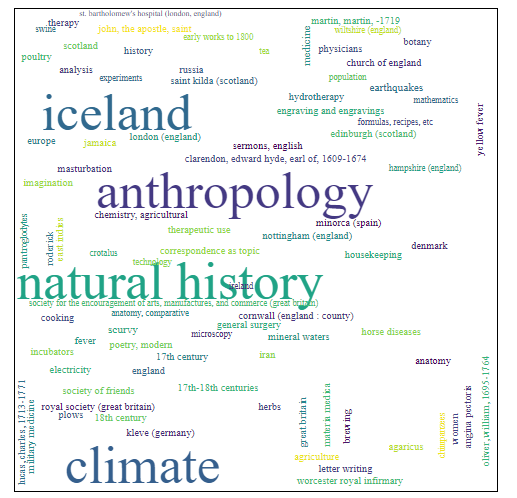 st. bartholomew's hospital (london, england)
therapy
martin, martin, -1719
swine
john, the apostle, saint
wiltshire (england)
early works to 1800
medicine
botany
scotland
history
tea
physicians
poultry
church of england
analysis
russia
population
experiments
saint kilda (scotland)
earthquakes
hydrotherapy
mathematics
iceland
engraving and engravings
yellow fever
formulas, recipes, etc
london (england)
edinburgh (scotland)
europe
jamaica
sermons, english
clarendon, edward hyde, earl of, 1609-1674
masturbation
hampshire (england)
imagination
anthropology
chemistry, agricultural
minorca (spain)
pan troglodytes
roderick
east indies
therapeutic use
nottingham (england)
denmark
crotalus
correspondence as topic
housekeeping
technology
natural history
iceland
society for the encouragement of arts, manufactures, and commerce (great britain)
cooking
anatomy, comparative
cornwall (england : county)
general surgery
scurvy
microscopy
mineral waters
horse diseases
fever
poetry, modern
incubators
17th century
iran
anatomy
electricity
england
society of friends
17th-18th centuries
lucas, charles, 1713-1771
military medicine
royal society (great britain)
herbs
great britain
materia medica
brewing
chimpanzees
women
angina pectoris
oliver, william, 1695-1764
plows
18th century
kleve (germany)
agaricus
climate
agriculture
letter writing
worcester royal infirmary